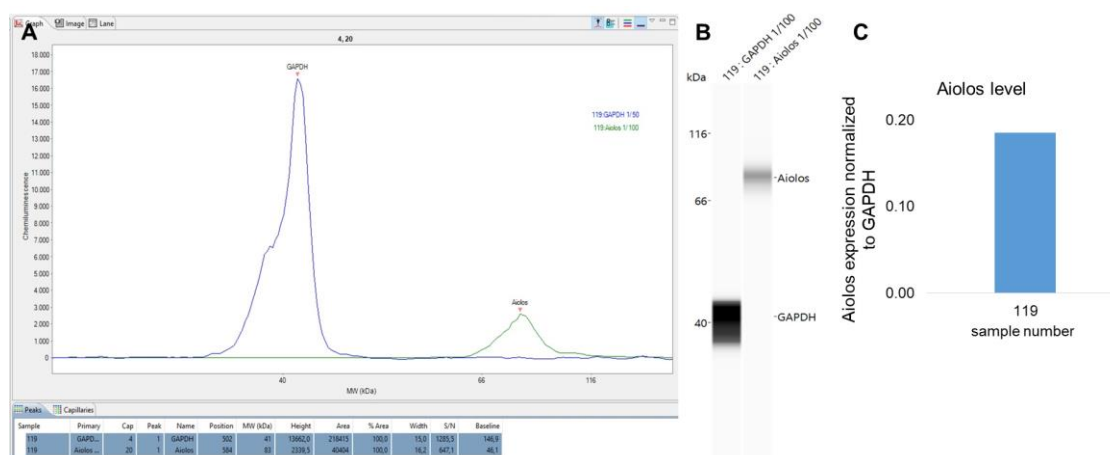 A
Graph Image Lane
4, 20
18.000
17.000
16.000
15.000
14.000
13.000
12.000
11.000
10.000
9.000
8.000
7.000
6.000
5.000
4.000
3.000
2.000
1.000
0
Chemiluminescence
GAPDH
Aiolos
119:GAPDH 1/50
119:Aiolos 1/100
40 66 116
MW (kDa)
Peaks Capillaries
Sample Primary Cap Peak Name Position MW (kDa) Height Area % Area Width S/N Baseline
119 GAPD... 4 1 GAPDH 502 41 13662,0 218415 100,0 15,0 1285,5 146,9
119 Aiolos ... 20 1 Aiolos 584 83 2339,5 40404 100,0 16,2 647,1 46,1
B
119 : GAPDH 1/100
119 : Aiolos 1/100
kDa
116-
66-
40-
-Aiolos
-GAPDH
C
Aiolos level
Aiolos expression normalized
to GAPDH
0.20
0.10
0.00
119
sample number